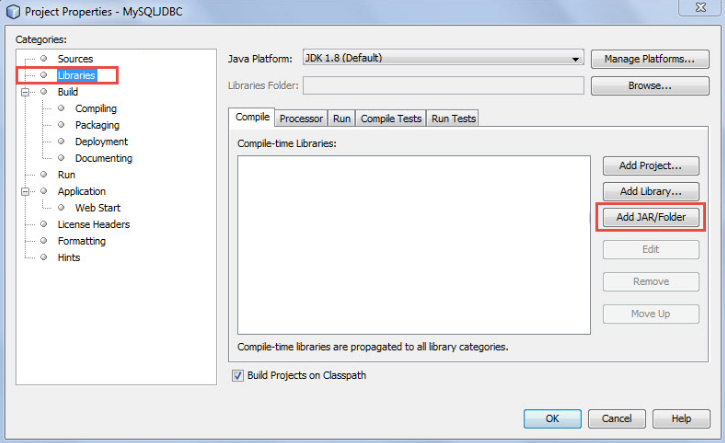 Project Properties - MySQLJDBC
Categories:
Sources
Libraries
Build
Compiling
Packaging
Deployment
Documenting
Run
Application
Web Start
License Headers
Formatting
Hints
Java Platform: JDK 1.8 (Default) Manage Platforms...
Libraries Folder: Browse...
Compile Processor Run Compile Tests Run Tests
Compile-time Libraries:
Add Project...
Add Library...
Add JAR/Folder
Edit
Remove
Move Up
Compile-time libraries are propagated to all library categories.
Build Projects on Classpath
OK Cancel Help